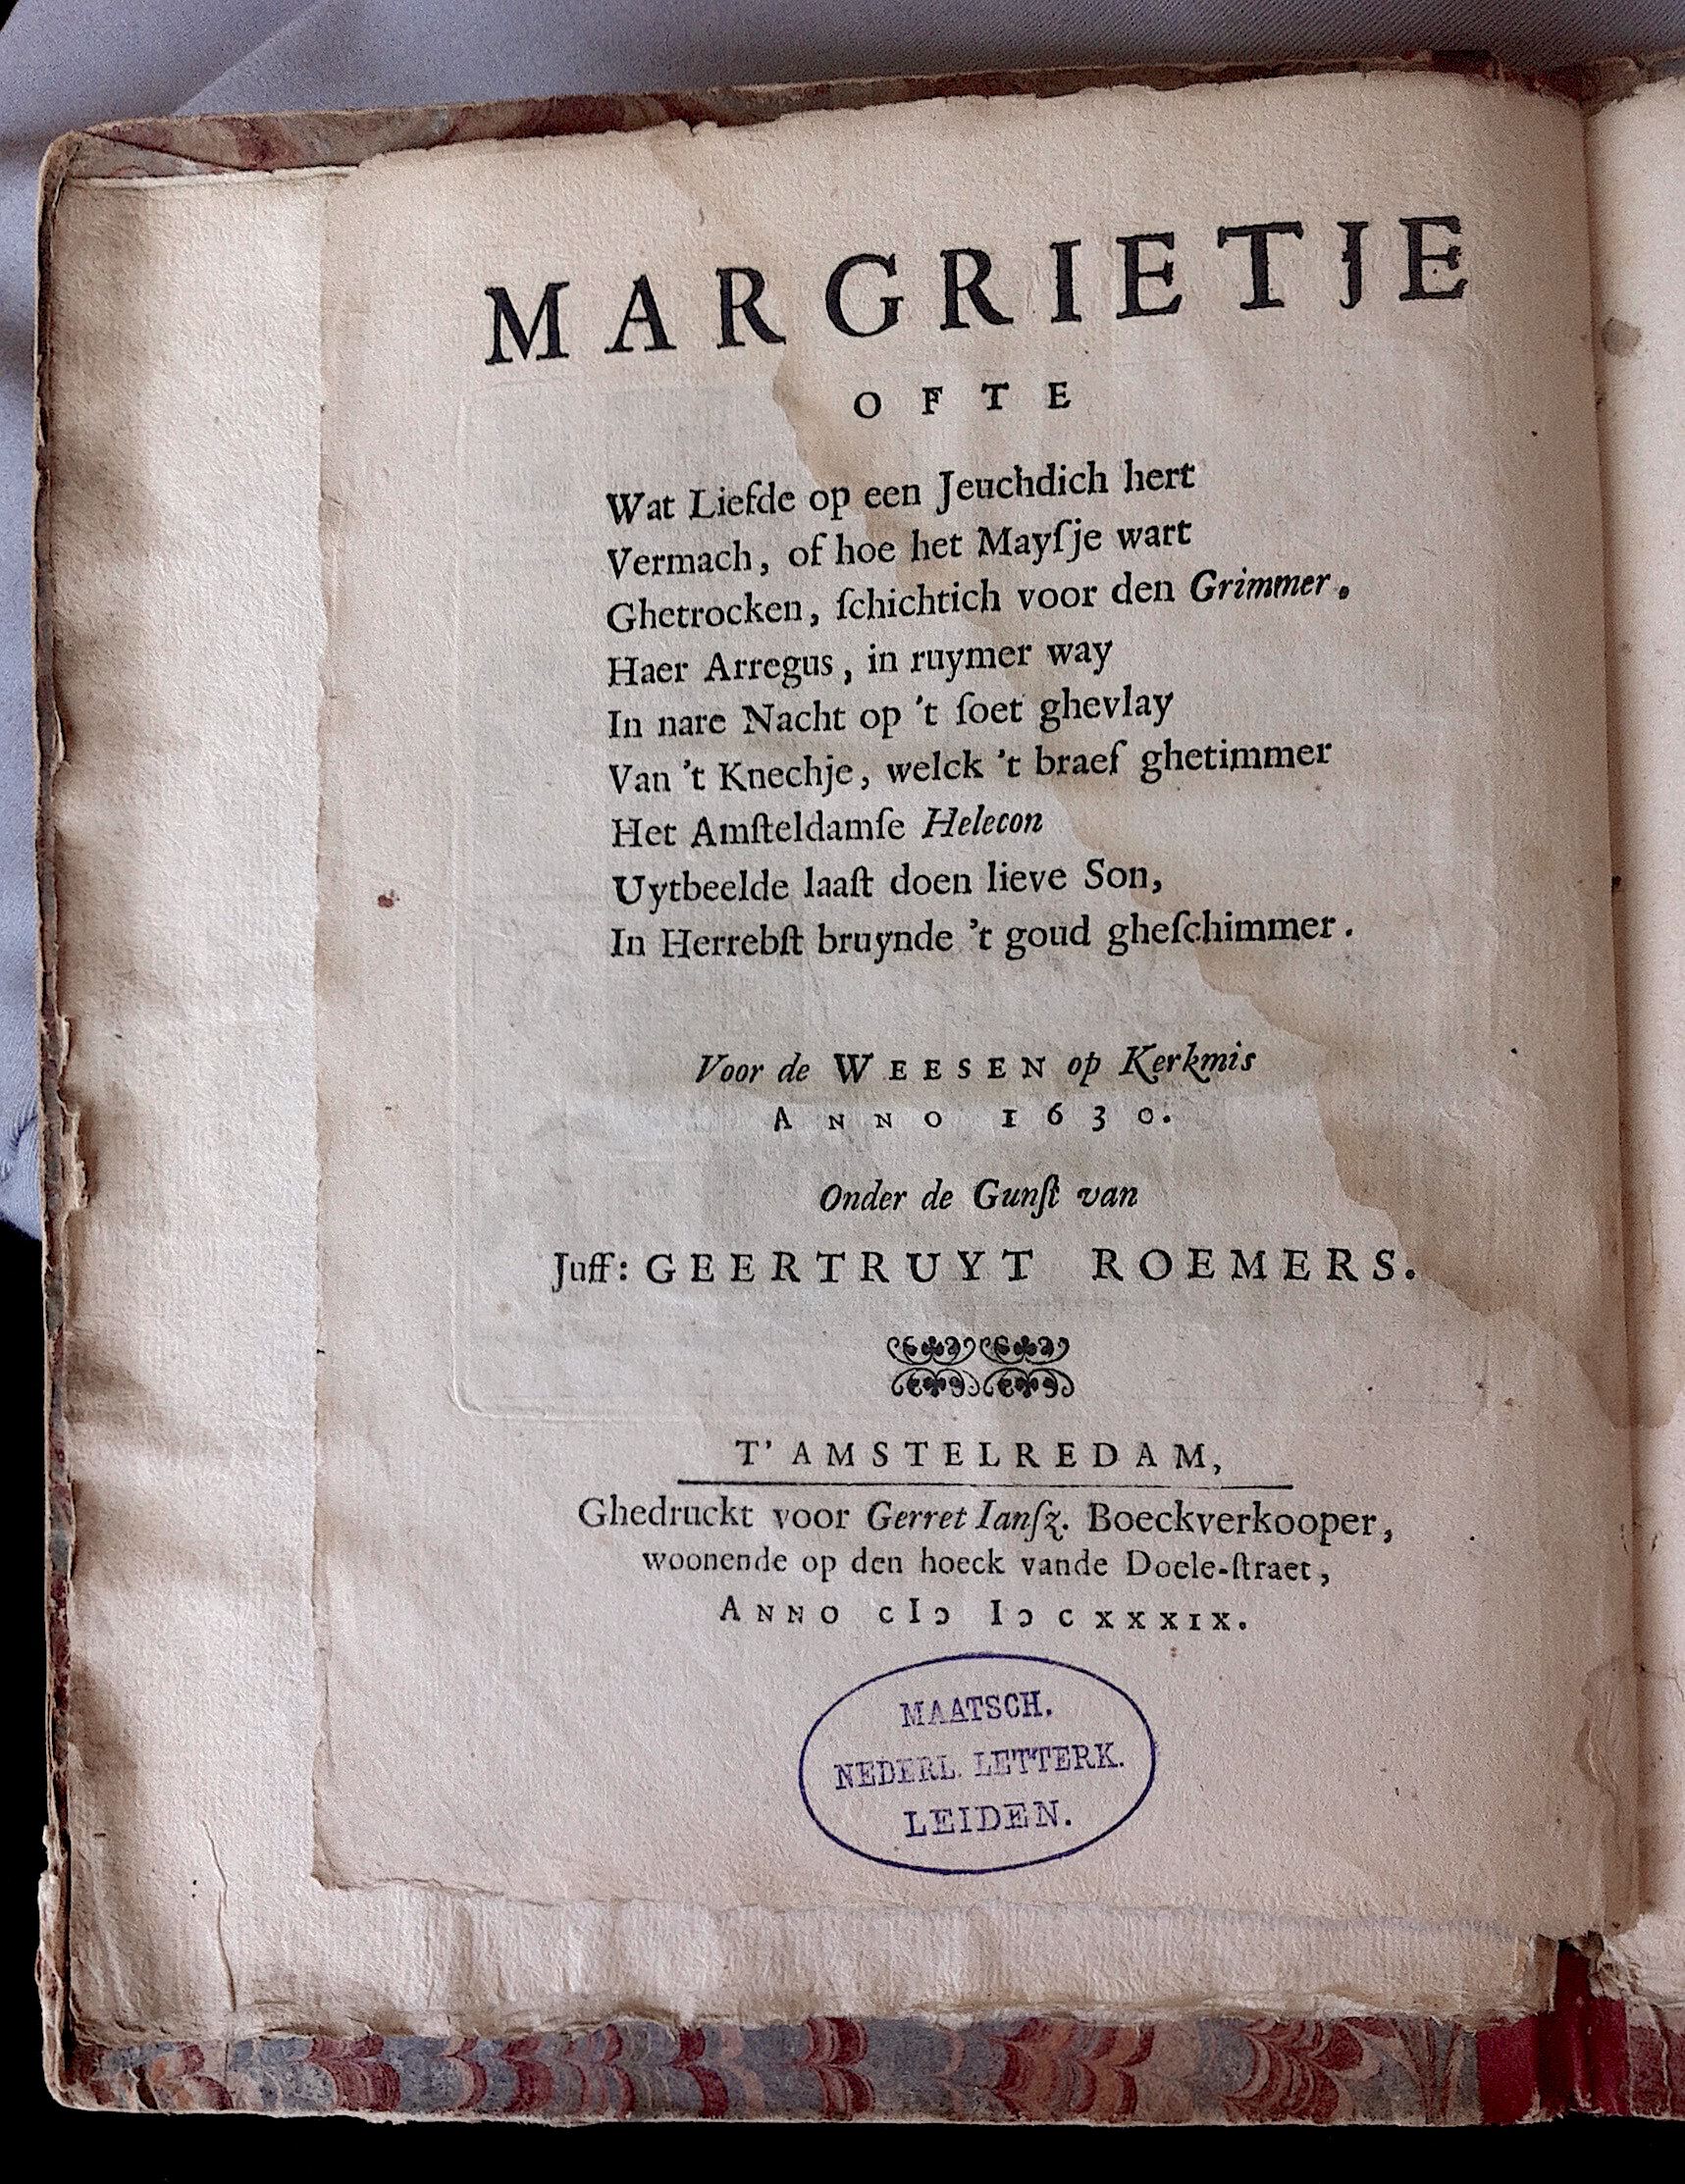 MARGRIETJE
OFTE
Wat Liefde op een Jeuchdich hert
Vermach, of hoe het Mayſje wart
Ghetrocken, ſchichtich voor den Grimmer.
Haer Arregus, in ruymer way
In nare Nacht op 't ſoet ghevlay
Van 't Knechje, welck 't braef ghetimmer
Het Amſteldamſe Helecon
Uytbeelde laaſt doen lieve Son,
In Herrebſt bruynde 't goud gheſchimmer.
Voor de WEESEN op Kerkmis
ANNO 1630.
Onder de Gunſt van
Juff: GEERTRUYT ROEMERS.
T' AMSTELREDAM,
Ghedruckt voor Gerret Ianſz. Boeckverkooper,
woonende op den hoeck vande Doele-ſtraet,
ANNO cIↄ Iↄ c xxxix.
MAATSCH.
NEDERL. LETTERK.
LEIDEN.